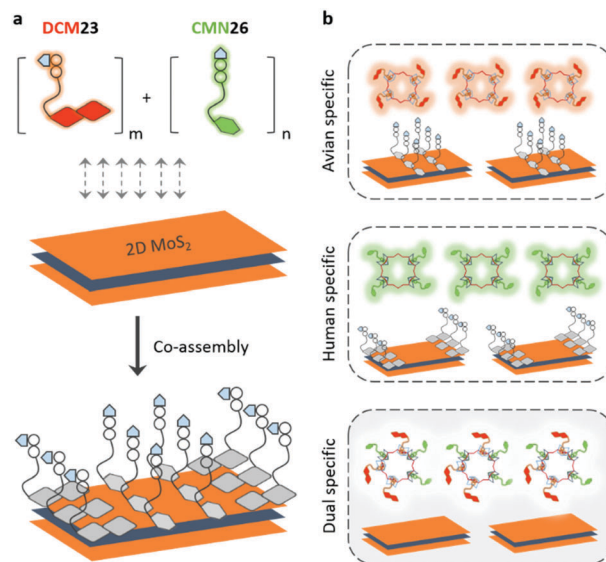 a
DCM23
CMN26
m
+
n
2D MoS₂
Co-assembly
b
Avian specific
Human specific
Dual specific